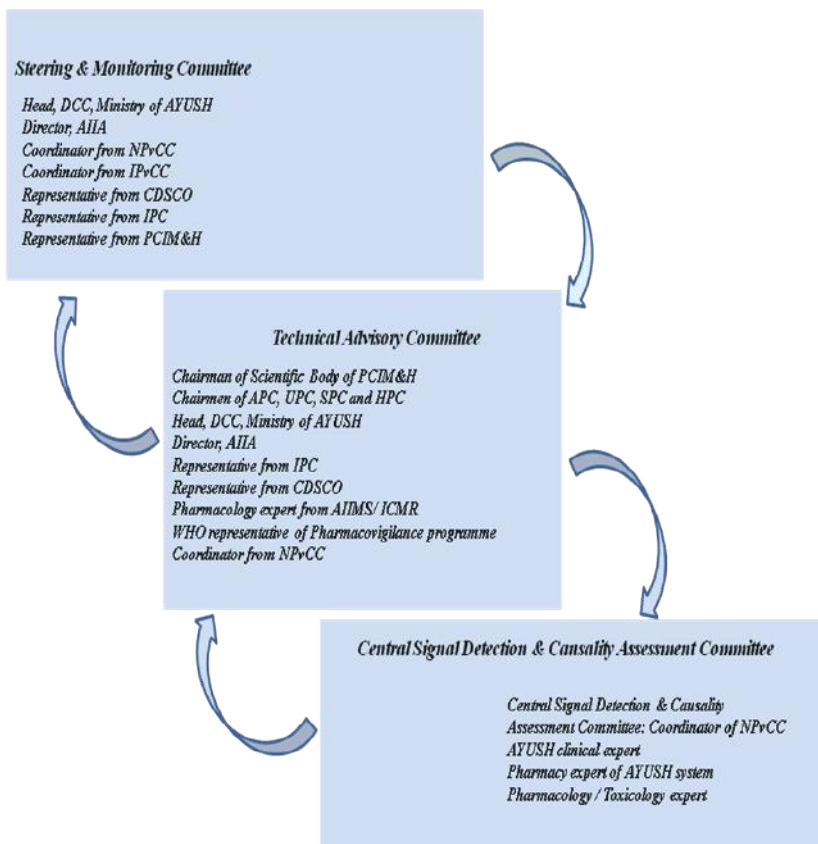 Steering & Monitoring Committee
Head, DCC, Ministry of AYUSH
Director, AIIA
Coordinator from NPvCC
Coordinator from IPvCC
Representative from CDSCO
Representative from IPC
Representative from PCIM&H
Technical Advisory Committee
Chairman of Scientific Body of PCIM&H
Chairmen of APC, UPC, SPC and HPC
Head, DCC, Ministry of AYUSH
Director, AIIA
Representative from IPC
Representative from CDSCO
Pharmacology expert from AIIMS/ ICMR
WHO representative of Pharmacovigilance programme
Coordinator from NPvCC
Central Signal Detection & Causality Assessment Committee
Central Signal Detection & Causality
Assessment Committee: Coordinator of NPvCC
AYUSH clinical expert
Pharmacy expert of AYUSH system
Pharmacology / Toxicology expert